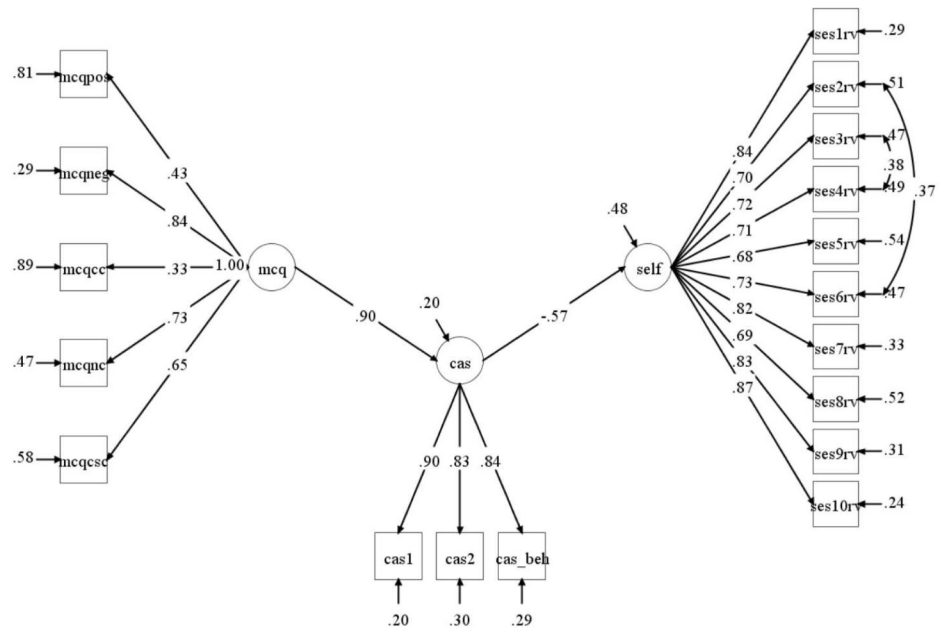 .81 mcqpos .43
.29 mcqneg .84
.89 mcqcc .33 1.00 mcq
.47 mcqnc .73
.58 mcqcsc .65
.90
.20
cas
-.57
.48
self
.90 .83 .84
cas1 cas2 cas_beh
.20 .30 .29
.84
.70
.72
.71
.68
.73
.82
.69
.83
.87
ses1rv .29
ses2rv .51
ses3rv .47
.38
ses4rv .49
.37
ses5rv .54
ses6rv .47
ses7rv .33
ses8rv .52
ses9rv .31
ses10rv .24